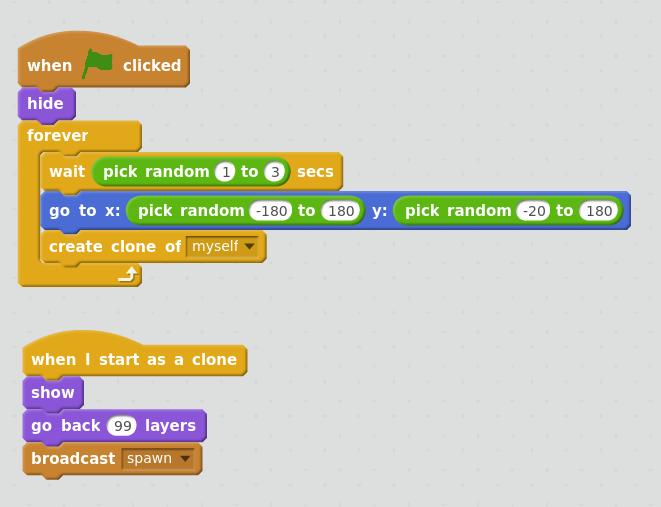 when clicked
hide
forever
wait pick random 1 to 3 secs
go to x: pick random -180 to 180 y: pick random -20 to 180
create clone of myself
when I start as a clone
show
go back 99 layers
broadcast spawn